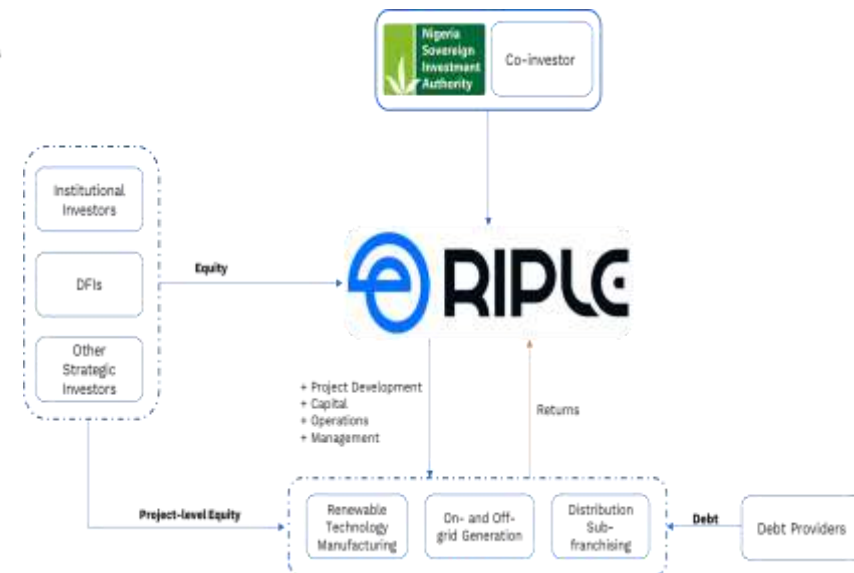 Nigeria
Sovereign
Investment
Authority
Co-investor
Institutional
Investors
DFIs
Other
Strategic
Investors
Equity
RIPLE
+ Project Development
+ Capital
+ Operations
+ Management
Returns
Project-level Equity
Renewable
Technology
Manufacturing
On- and Off-
grid Generation
Distribution
Sub-
franchising
Debt
Debt Providers